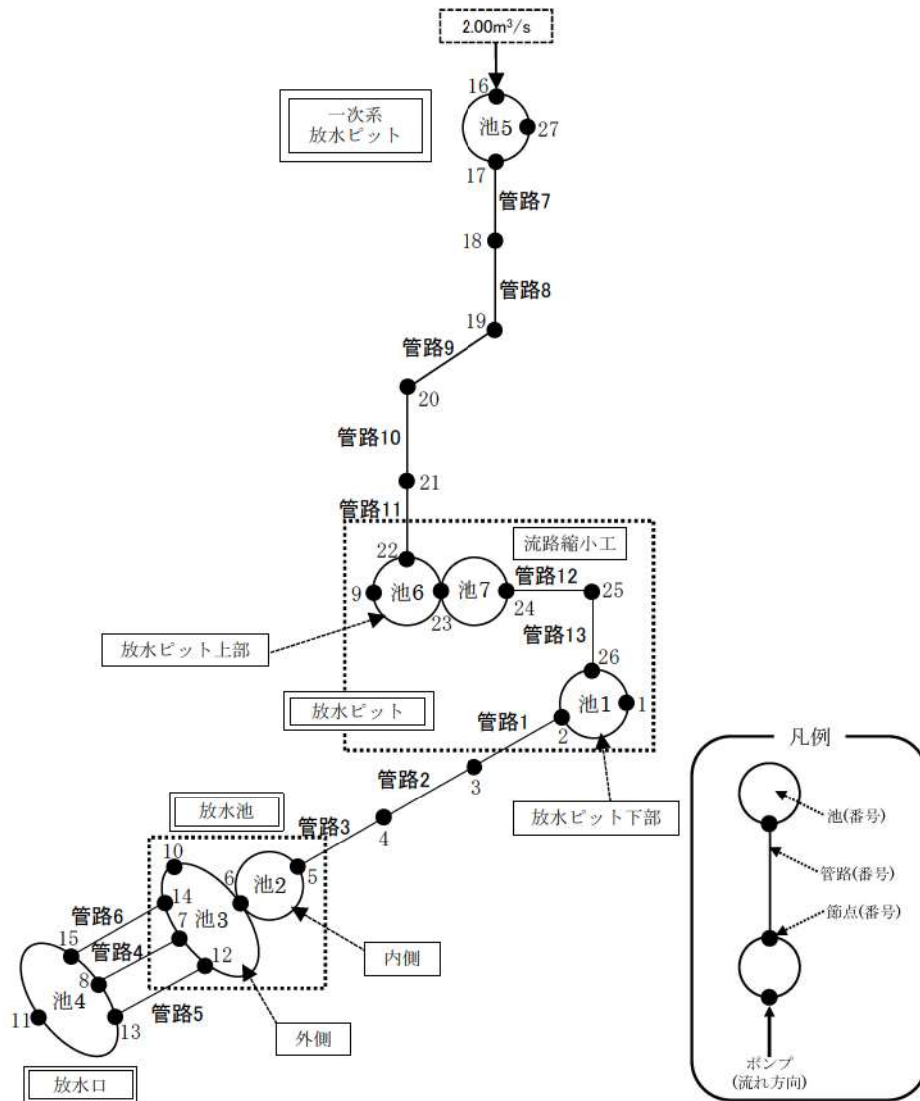 2.00m³/s
16
一次系
放水ピット
池5
27
17
管路7
18
管路8
19
管路9
20
管路10
21
管路11
流路縮小工
22
管路12
9
池6
池7
23
24
25
管路13
放水ピット上部
26
放水ピット
池1
1
管路1
2
3
管路2
放水ピット下部
放水池
管路3
4
10
池2
5
6
14
池3
管路6
7
15
管路4
12
内側
8
池4
管路5
11
13
外側
放水口
凡例
池(番号)
管路(番号)
節点(番号)
ポンプ
(流れ方向)